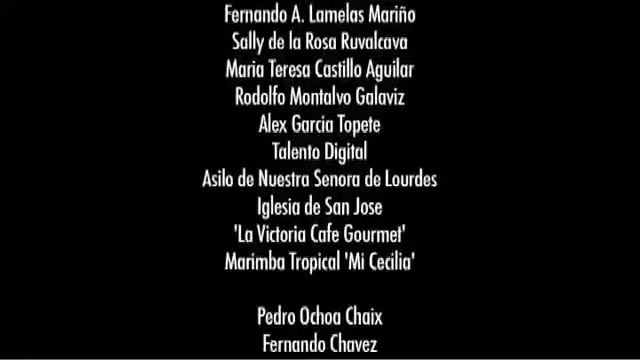 Fernando A. Lamelas Mariño
Sally de la Rosa Ruvalcava
Maria Teresa Castillo Aguilar
Rodolfo Montalvo Galaviz
Alex Garcia Topete
Talento Digital
Asilo de Nuestra Senora de Lourdes
Iglesia de San Jose
'La Victoria Cafe Gourmet'
Marimba Tropical 'Mi Cecilia'
Pedro Ochoa Chaix
Fernando Chavez